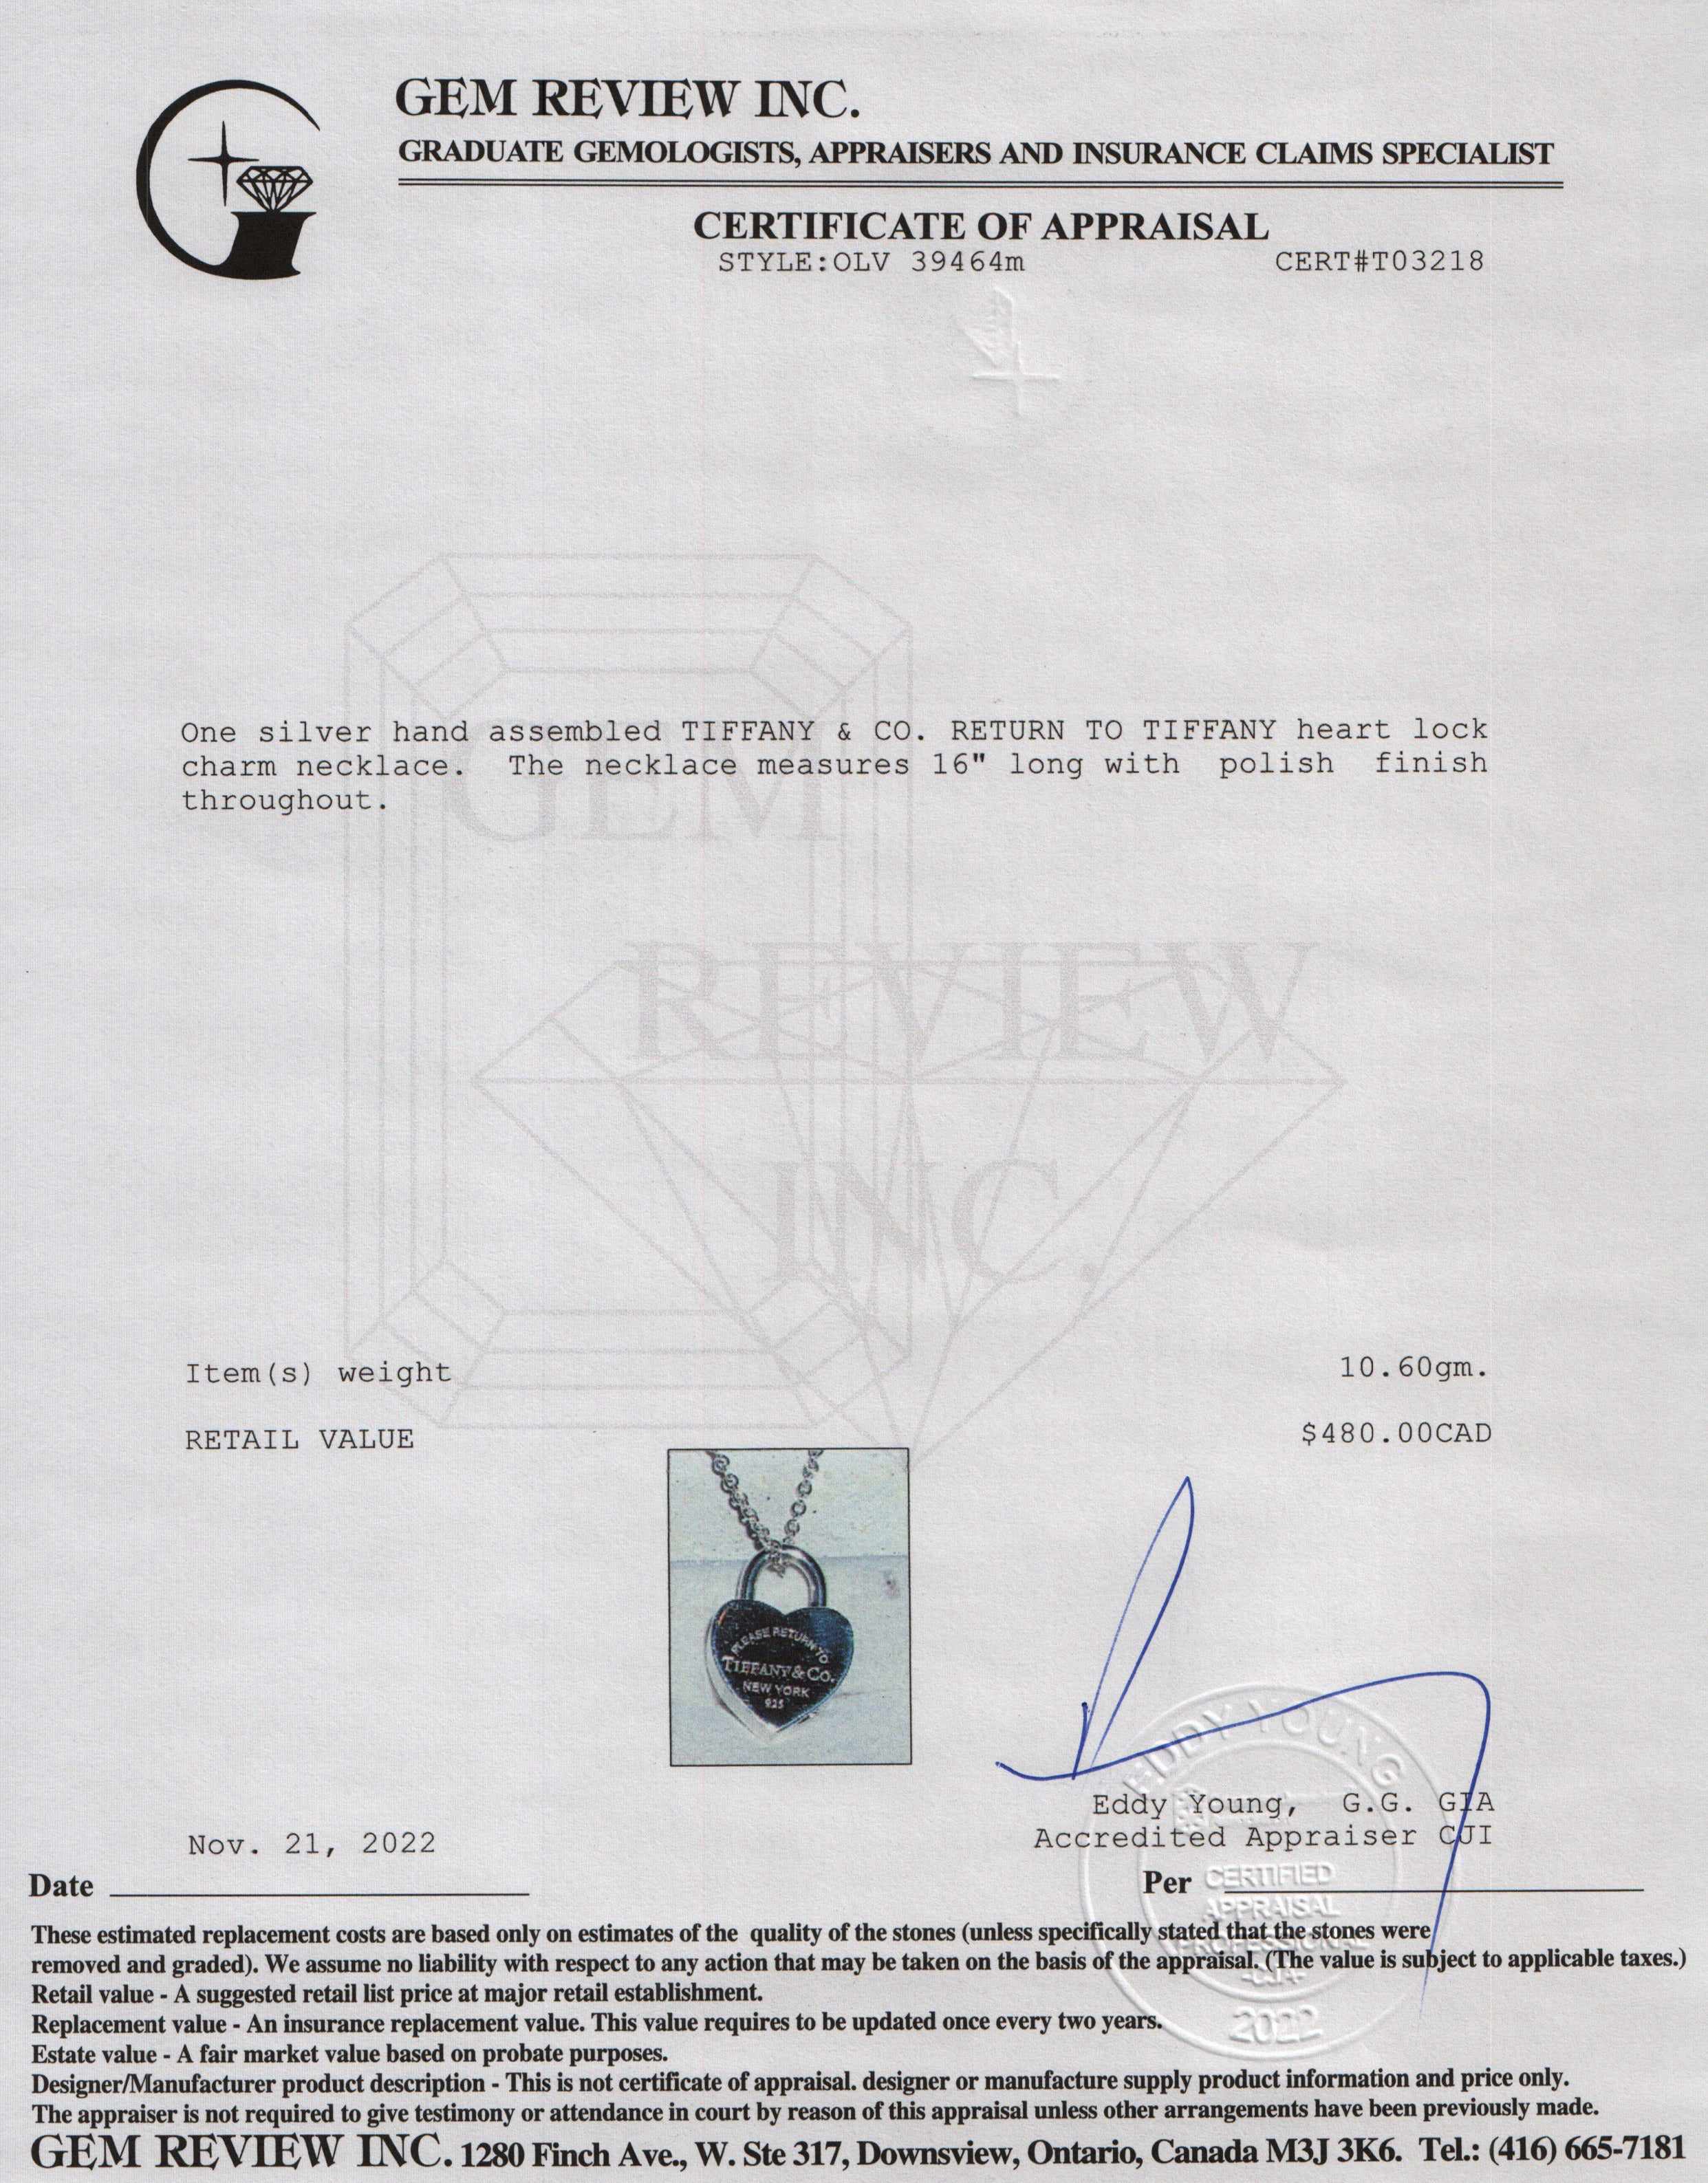 GEM REVIEW INC.
GRADUATE GEMOLOGISTS, APPRAISERS AND INSURANCE CLAIMS SPECIALIST
CERTIFICATE OF APPRAISAL
STYLE:OLV 39464m CERT#T03218
One silver hand assembled TIFFANY & CO. RETURN TO TIFFANY heart lock
charm necklace. The necklace measures 16" long with polish finish
throughout.
GEM
REVIEW
INC.
Item(s) weight 10.60gm.
RETAIL VALUE $480.00CAD
PLEASE RETURN TO
TIFFANY & CO.
NEW YORK
925
EDDY YOUNG
Eddy Young, G.G. GIA
Accredited Appraiser CJI
Nov. 21, 2022
Date
Per
CERTIFIED
APPRAISAL
PROFESSIONAL
2022
These estimated replacement costs are based only on estimates of the quality of the stones (unless specifically stated that the stones were
removed and graded). We assume no liability with respect to any action that may be taken on the basis of the appraisal. (The value is subject to applicable taxes.)
Retail value - A suggested retail list price at major retail establishment.
Replacement value - An insurance replacement value. This value requires to be updated once every two years.
Estate value - A fair market value based on probate purposes.
Designer/Manufacturer product description - This is not certificate of appraisal. designer or manufacture supply product information and price only.
The appraiser is not required to give testimony or attendance in court by reason of this appraisal unless other arrangements have been previously made.
GEM REVIEW INC. 1280 Finch Ave., W. Ste 317, Downsview, Ontario, Canada M3J 3K6. Tel.: (416) 665-7181